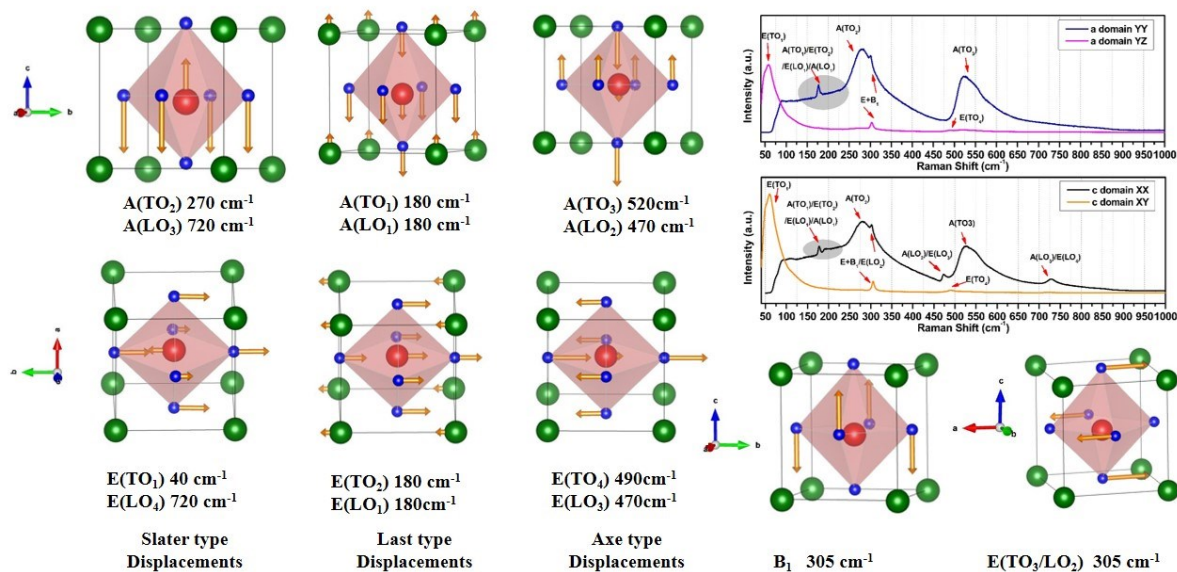 c
a
b
A(TO₂) 270 cm⁻¹
A(LO₃) 720 cm⁻¹
A(TO₁) 180 cm⁻¹
A(LO₁) 180 cm⁻¹
A(TO₃) 520cm⁻¹
A(LO₂) 470 cm⁻¹
E(TO₁) 40 cm⁻¹
E(LO₄) 720 cm⁻¹
E(TO₂) 180 cm⁻¹
E(LO₁) 180cm⁻¹
E(TO₄) 490cm⁻¹
E(LO₃) 470cm⁻¹
Slater type
Displacements
Last type
Displacements
Axe type
Displacements
Intensity (a.u.)
E(TO₁)
A(TO₁)/E(TO₂)
/E(LO₁)/A(LO₁)
A(TO₂)
E+B₁
A(TO₃)
E(TO₄)
a domain YY
a domain YZ
50 100 150 200 250 300 350 400 450 500 550 600 650 700 750 800 850 900 950 1000
Raman Shift (cm⁻¹)
Intensity (a.u.)
E(TO₁)
A(TO₁)/E(TO₂)
/E(LO₁)/A(LO₁)
A(TO₂)
E+B₁/E(LO₂)
A(LO₂)/E(LO₃)
A(TO3)
E(TO₄)
A(LO₃)/E(LO₄)
c domain XX
c domain XY
50 100 150 200 250 300 350 400 450 500 550 600 650 700 750 800 850 900 950 1000
Raman Shift (cm⁻¹)
c
b
a
c
b
B₁ 305 cm⁻¹
E(TO₃/LO₂) 305 cm⁻¹